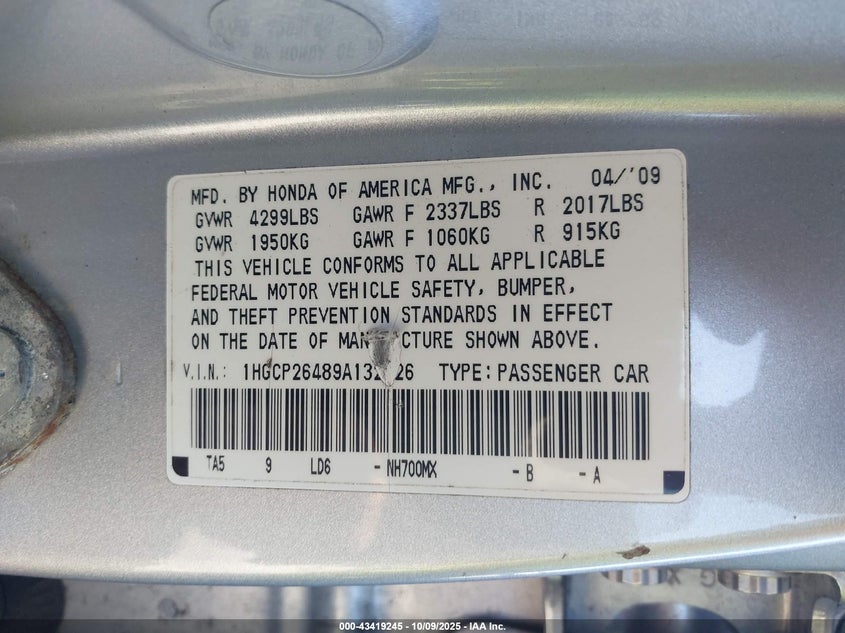 MFD. BY HONDA OF AMERICA MFG., INC. 04/'09
GVWR 4299LBS GAWR F 2337LBS R 2017LBS
GVWR 1950KG GAWR F 1060KG R 915KG
THIS VEHICLE CONFORMS TO ALL APPLICABLE
FEDERAL MOTOR VEHICLE SAFETY, BUMPER,
AND THEFT PREVENTION STANDARDS IN EFFECT
ON THE DATE OF MAN CTURE SHOWN ABOVE.
V.I.N.: TYPE: PASSENGER CAR
TA5 9 LD6 - NH700MX - B - A
000-43419245 - 10/09/2025 - IAA Inc.